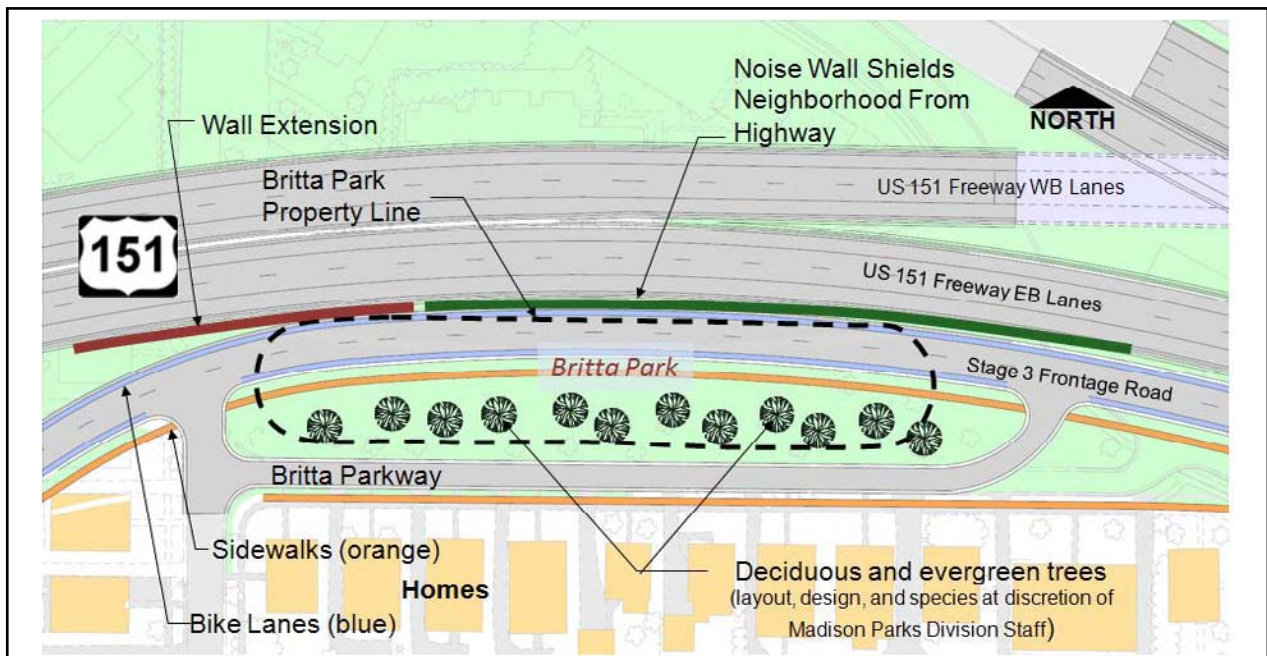 Noise Wall Shields
Neighborhood From
Highway
NORTH
Wall Extension
Britta Park
Property Line
US 151 Freeway WB Lanes
151
US 151 Freeway EB Lanes
Britta Park
Stage 3 Frontage Road
Britta Parkway
Sidewalks (orange)
Homes
Bike Lanes (blue)
Deciduous and evergreen trees
(layout, design, and species at discretion of
Madison Parks Division Staff)